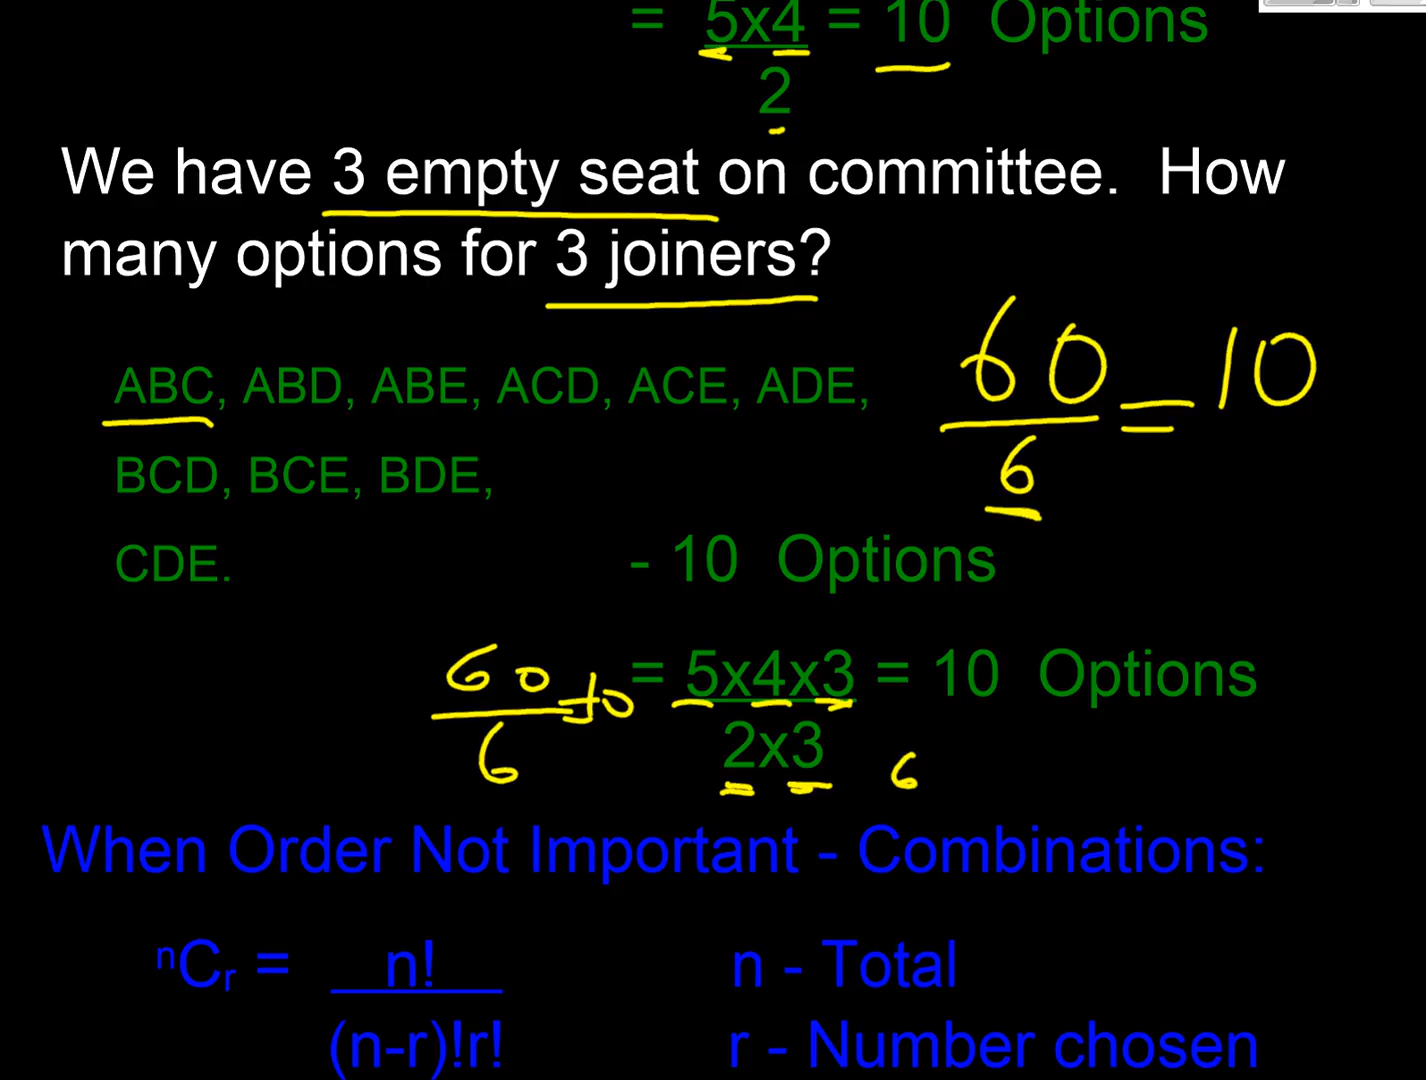 = 5x4 = 10 Options
2
We have 3 empty seat on committee. How
many options for 3 joiners?
ABC, ABD, ABE, ACD, ACE, ADE,
60 = 10
6
BCD, BCE, BDE,
CDE. - 10 Options
60 = 10
6
= 5x4x3 = 10 Options
2x3 6
When Order Not Important - Combinations:
ⁿCᵣ = n! n - Total
(n-r)!r! r - Number chosen